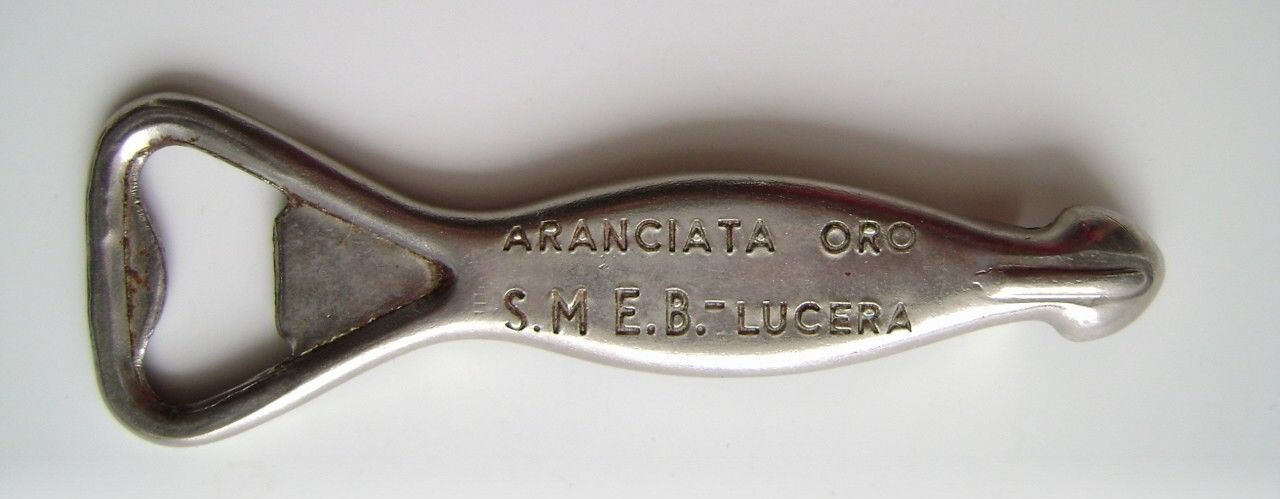 ARANCIATA ORO
S.M E.B.-LUCERA